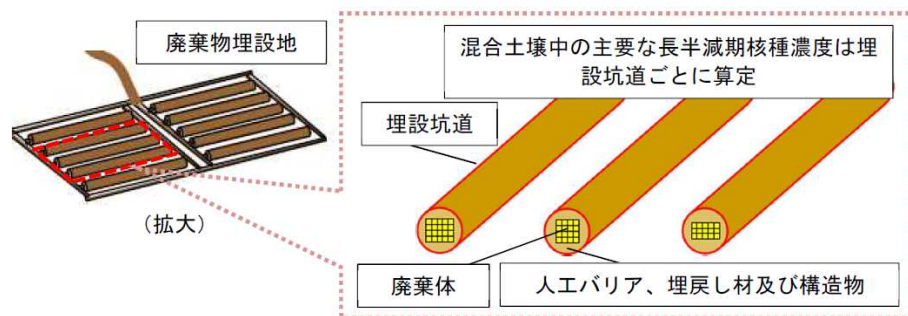 廃棄物埋設地
(拡大)
混合土壌中の主要な長半減期核種濃度は埋
設坑道ごとに算定
埋設坑道
廃棄体
人工バリア、埋戻し材及び構造物